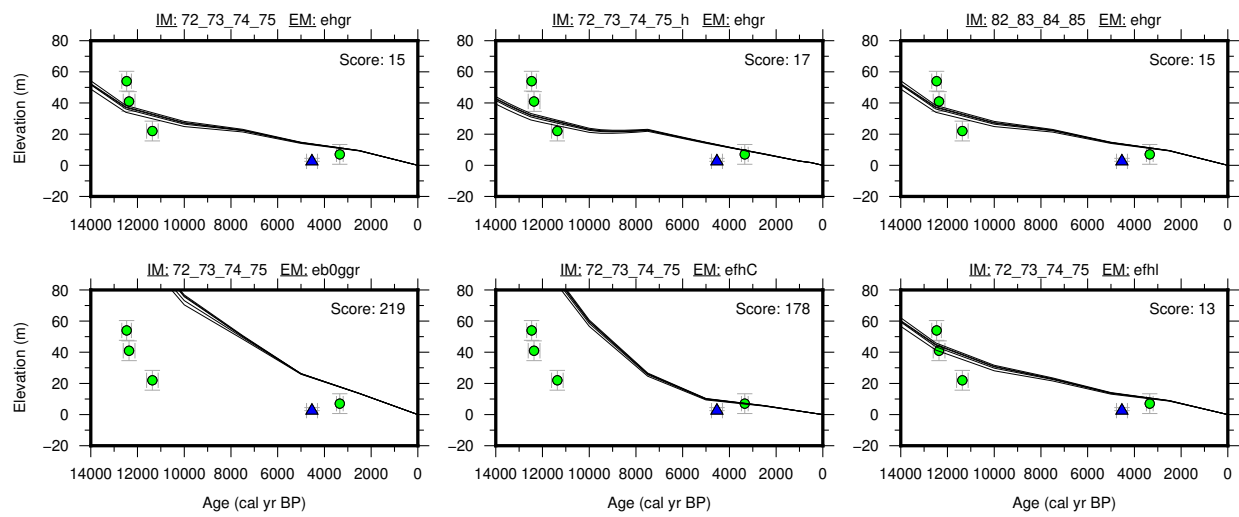 IM: 72_73_74_75 EM: ehgr
IM: 72_73_74_75_h EM: ehgr
IM: 82_83_84_85 EM: ehgr
80
60
40
20
0
−20
Elevation (m)
Score: 15
14000 12000 10000 8000 6000 4000 2000 0
80
60
40
20
0
−20
Score: 17
14000 12000 10000 8000 6000 4000 2000 0
80
60
40
20
0
−20
Score: 15
14000 12000 10000 8000 6000 4000 2000 0
IM: 72_73_74_75 EM: eb0ggr
IM: 72_73_74_75 EM: efhC
IM: 72_73_74_75 EM: efhl
80
60
40
20
0
−20
Elevation (m)
Score: 219
14000 12000 10000 8000 6000 4000 2000 0
Age (cal yr BP)
80
60
40
20
0
−20
Score: 178
14000 12000 10000 8000 6000 4000 2000 0
Age (cal yr BP)
80
60
40
20
0
−20
Score: 13
14000 12000 10000 8000 6000 4000 2000 0
Age (cal yr BP)